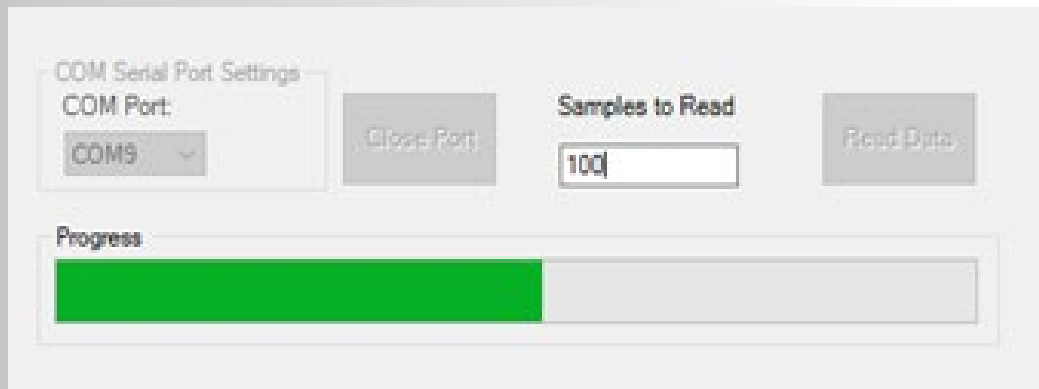 COM Serial Port Settings
COM Port:
COM9
Close Port
Samples to Read
100
Read Data
Progress